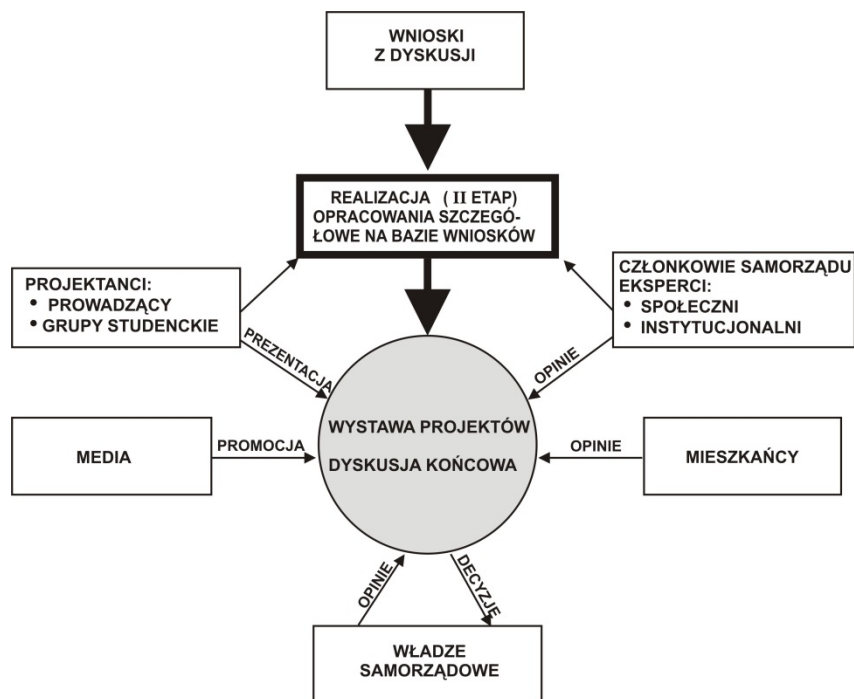 WNIOSKI
Z DYSKUSJI
REALIZACJA ( II ETAP)
OPRACOWANIA SZCZEGÓ-
ŁOWE NA BAZIE WNIOSKÓW
PROJEKTANCI:
• PROWADZĄCY
• GRUPY STUDENCKIE
CZŁONKOWIE SAMORZĄDU
EKSPERCI:
• SPOŁECZNI
• INSTYTUCJONALNI
PREZENTACJA
OPINIE
WYSTAWA PROJEKTÓW
DYSKUSJA KOŃCOWA
MEDIA
PROMOCJA
OPINIE
MIESZKAŃCY
OPINIE
DECYZJE
WŁADZE
SAMORZĄDOWE